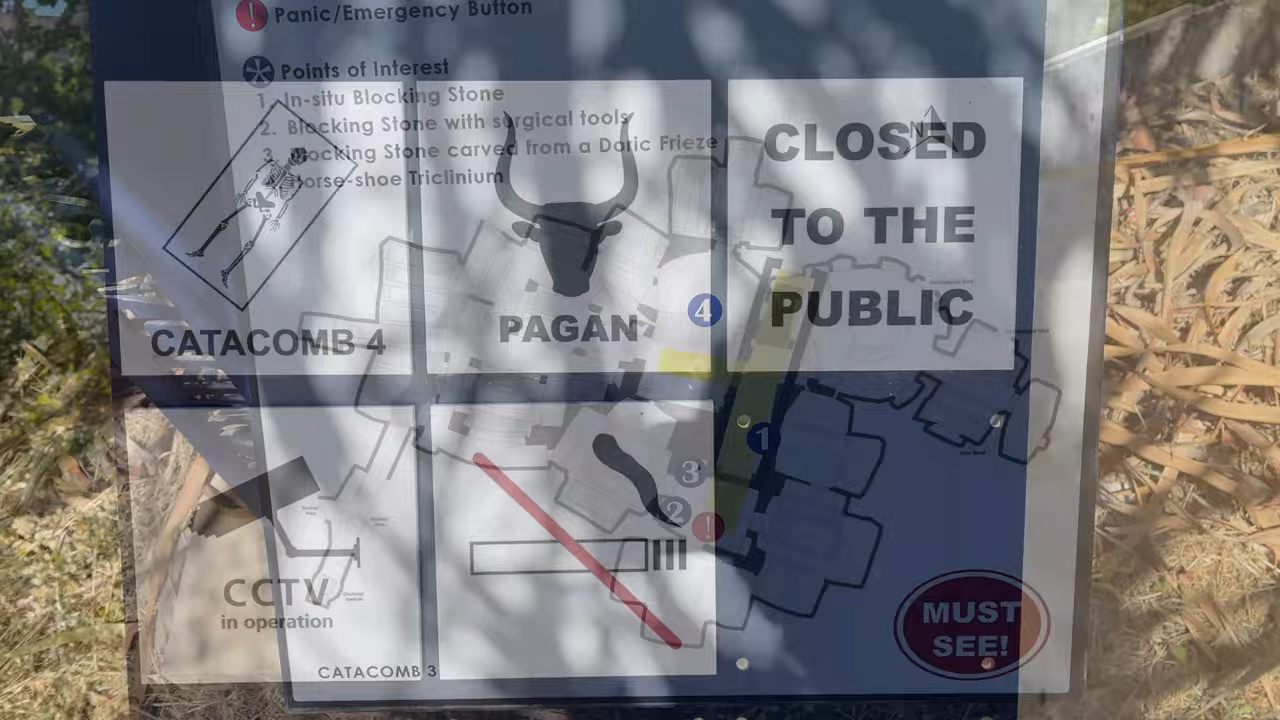 ! Panic/Emergency Button
Points of Interest
1. In-situ Blocking Stone
2. Blocking Stone with surgical tools
3. Blocking Stone carved from a Doric Frieze
Horse-shoe Triclinium
N
CLOSED
TO THE
PUBLIC
CATACOMB 4
PAGAN
4
1
3
2
!
CCTV
in operation
MUST
SEE!
CATACOMB 3